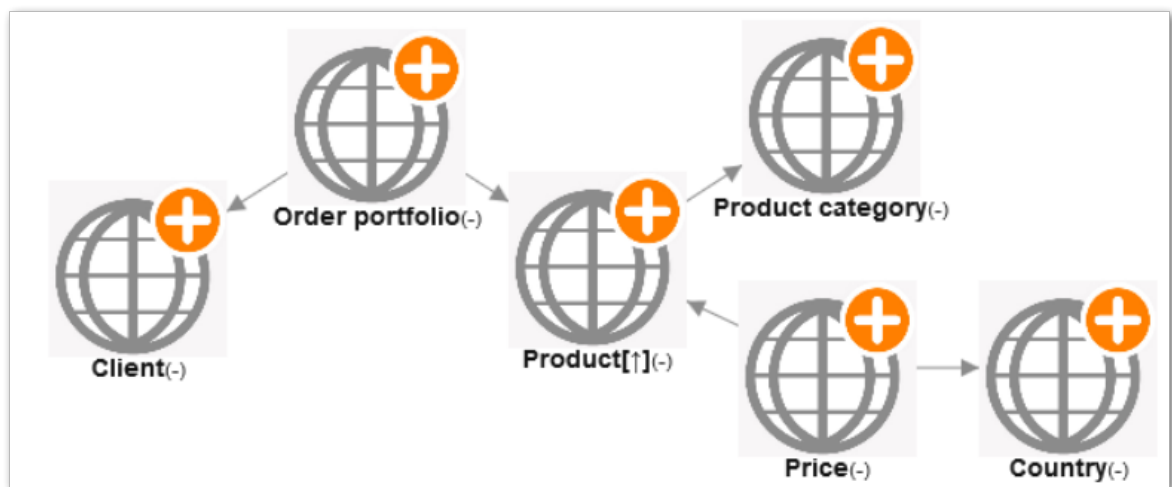 Order portfolio(-)
Product category(-)
Client(-)
Product[↑](-)
Price(-)
Country(-)